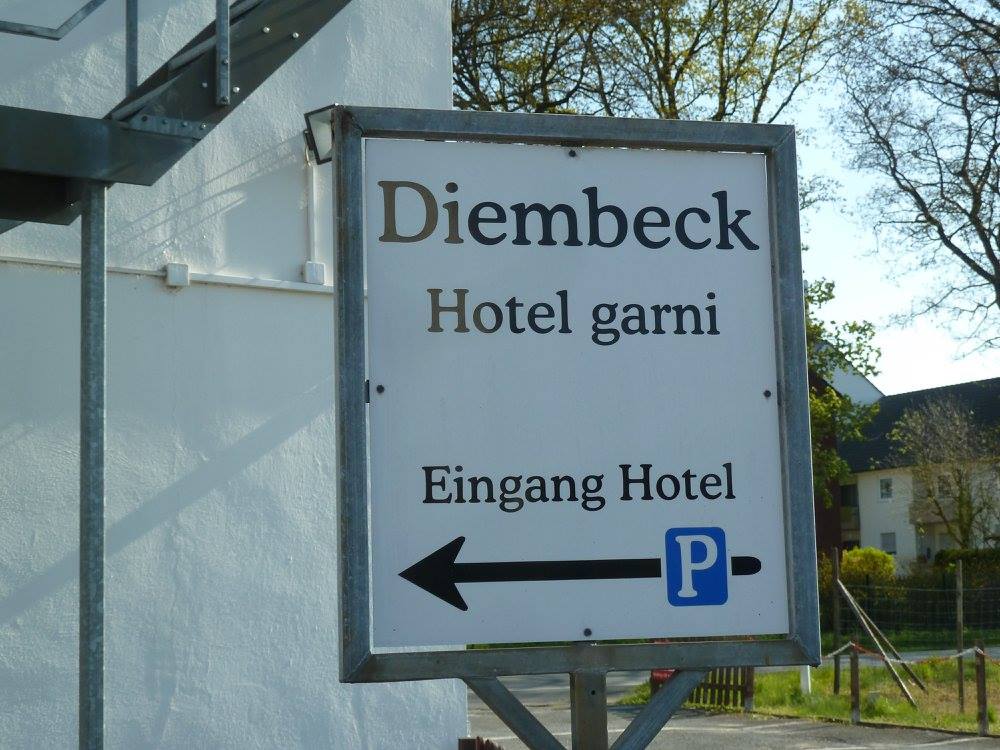 Diembeck
Hotel garni
Eingang Hotel
P